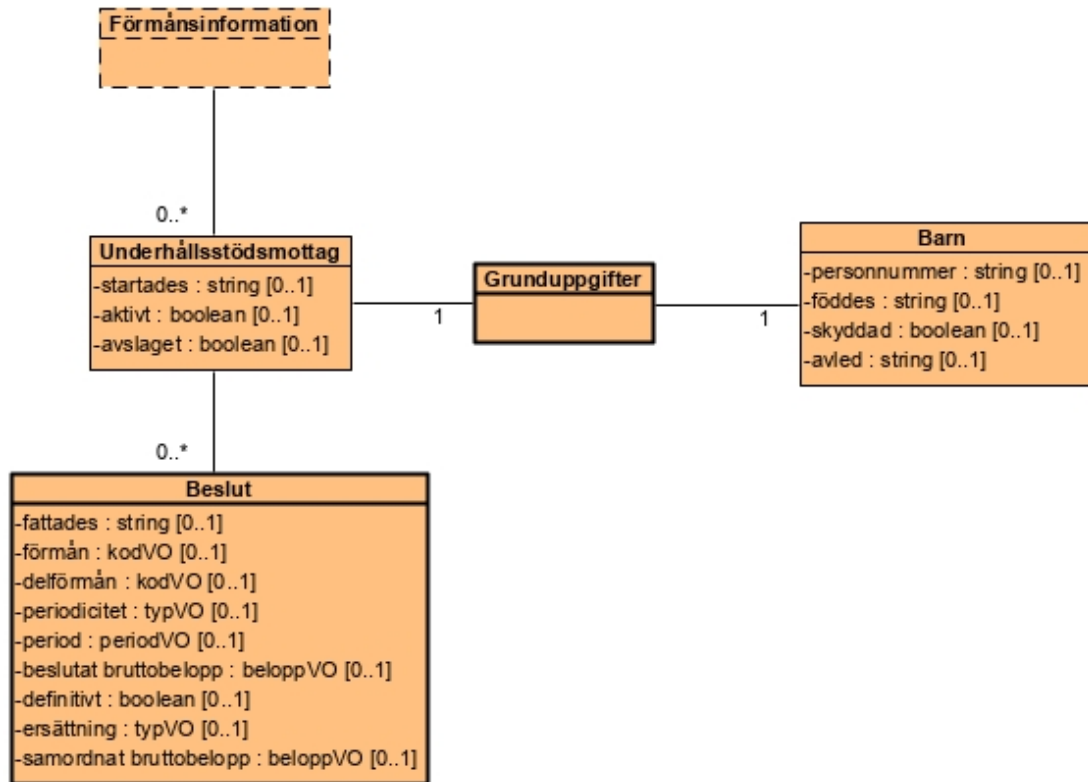 Förmånsinformation
0..*
Underhållsstödsmottag
-startades : string [0..1]
-aktivt : boolean [0..1]
-avslaget : boolean [0..1]
1
Grunduppgifter
1
Barn
-personnummer : string [0..1]
-föddes : string [0..1]
-skyddad : boolean [0..1]
-avled : string [0..1]
0..*
Beslut
-fattades : string [0..1]
-förmån : kodVO [0..1]
-delförmån : kodVO [0..1]
-periodicitet : typVO [0..1]
-period : periodVO [0..1]
-beslutat bruttobelopp : beloppVO [0..1]
-definitivt : boolean [0..1]
-ersättning : typVO [0..1]
-samordnat bruttobelopp : beloppVO [0..1]